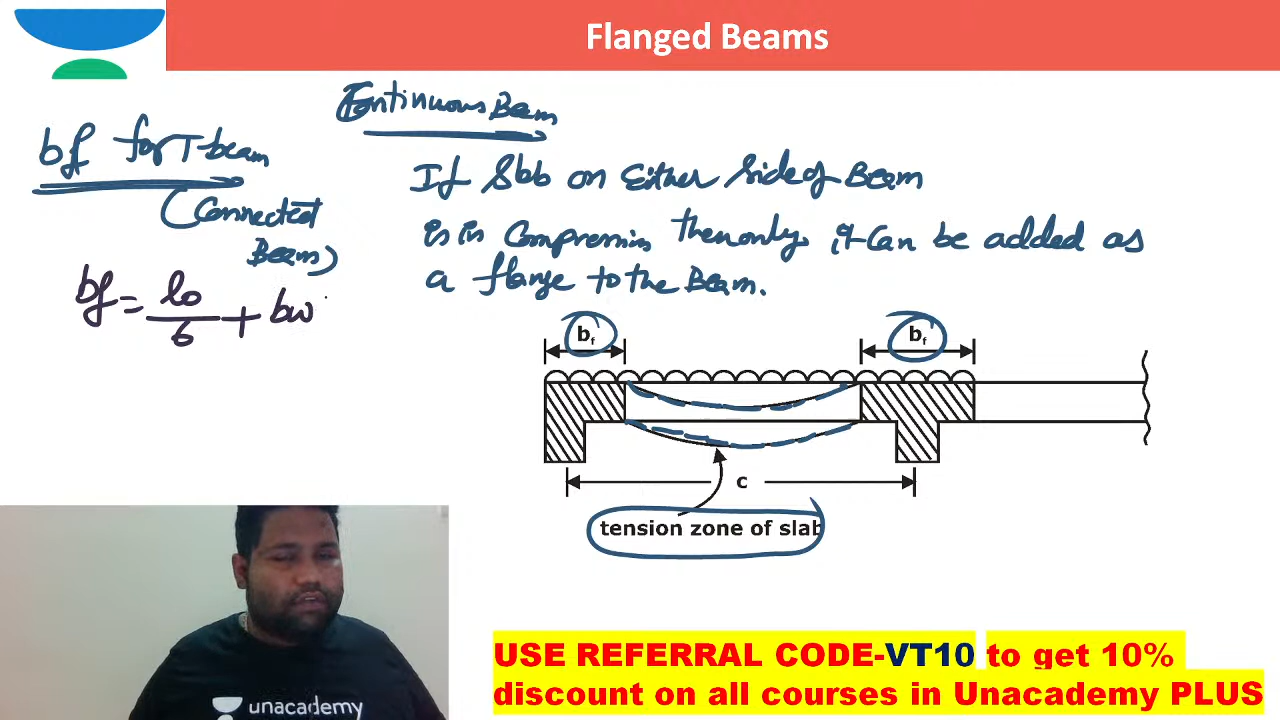 Flanged Beams
Continuous Beam
bf for T-beam
(Connected
Beams)
bf = lo/6 + bw
If Slab on Either Side of Beam
is in Compression then only, it can be added as
a flange to the Beam.
bf
bf
c
tension zone of slab
unacademy
USE REFERRAL CODE-VT10 to get 10%
discount on all courses in Unacademy PLUS